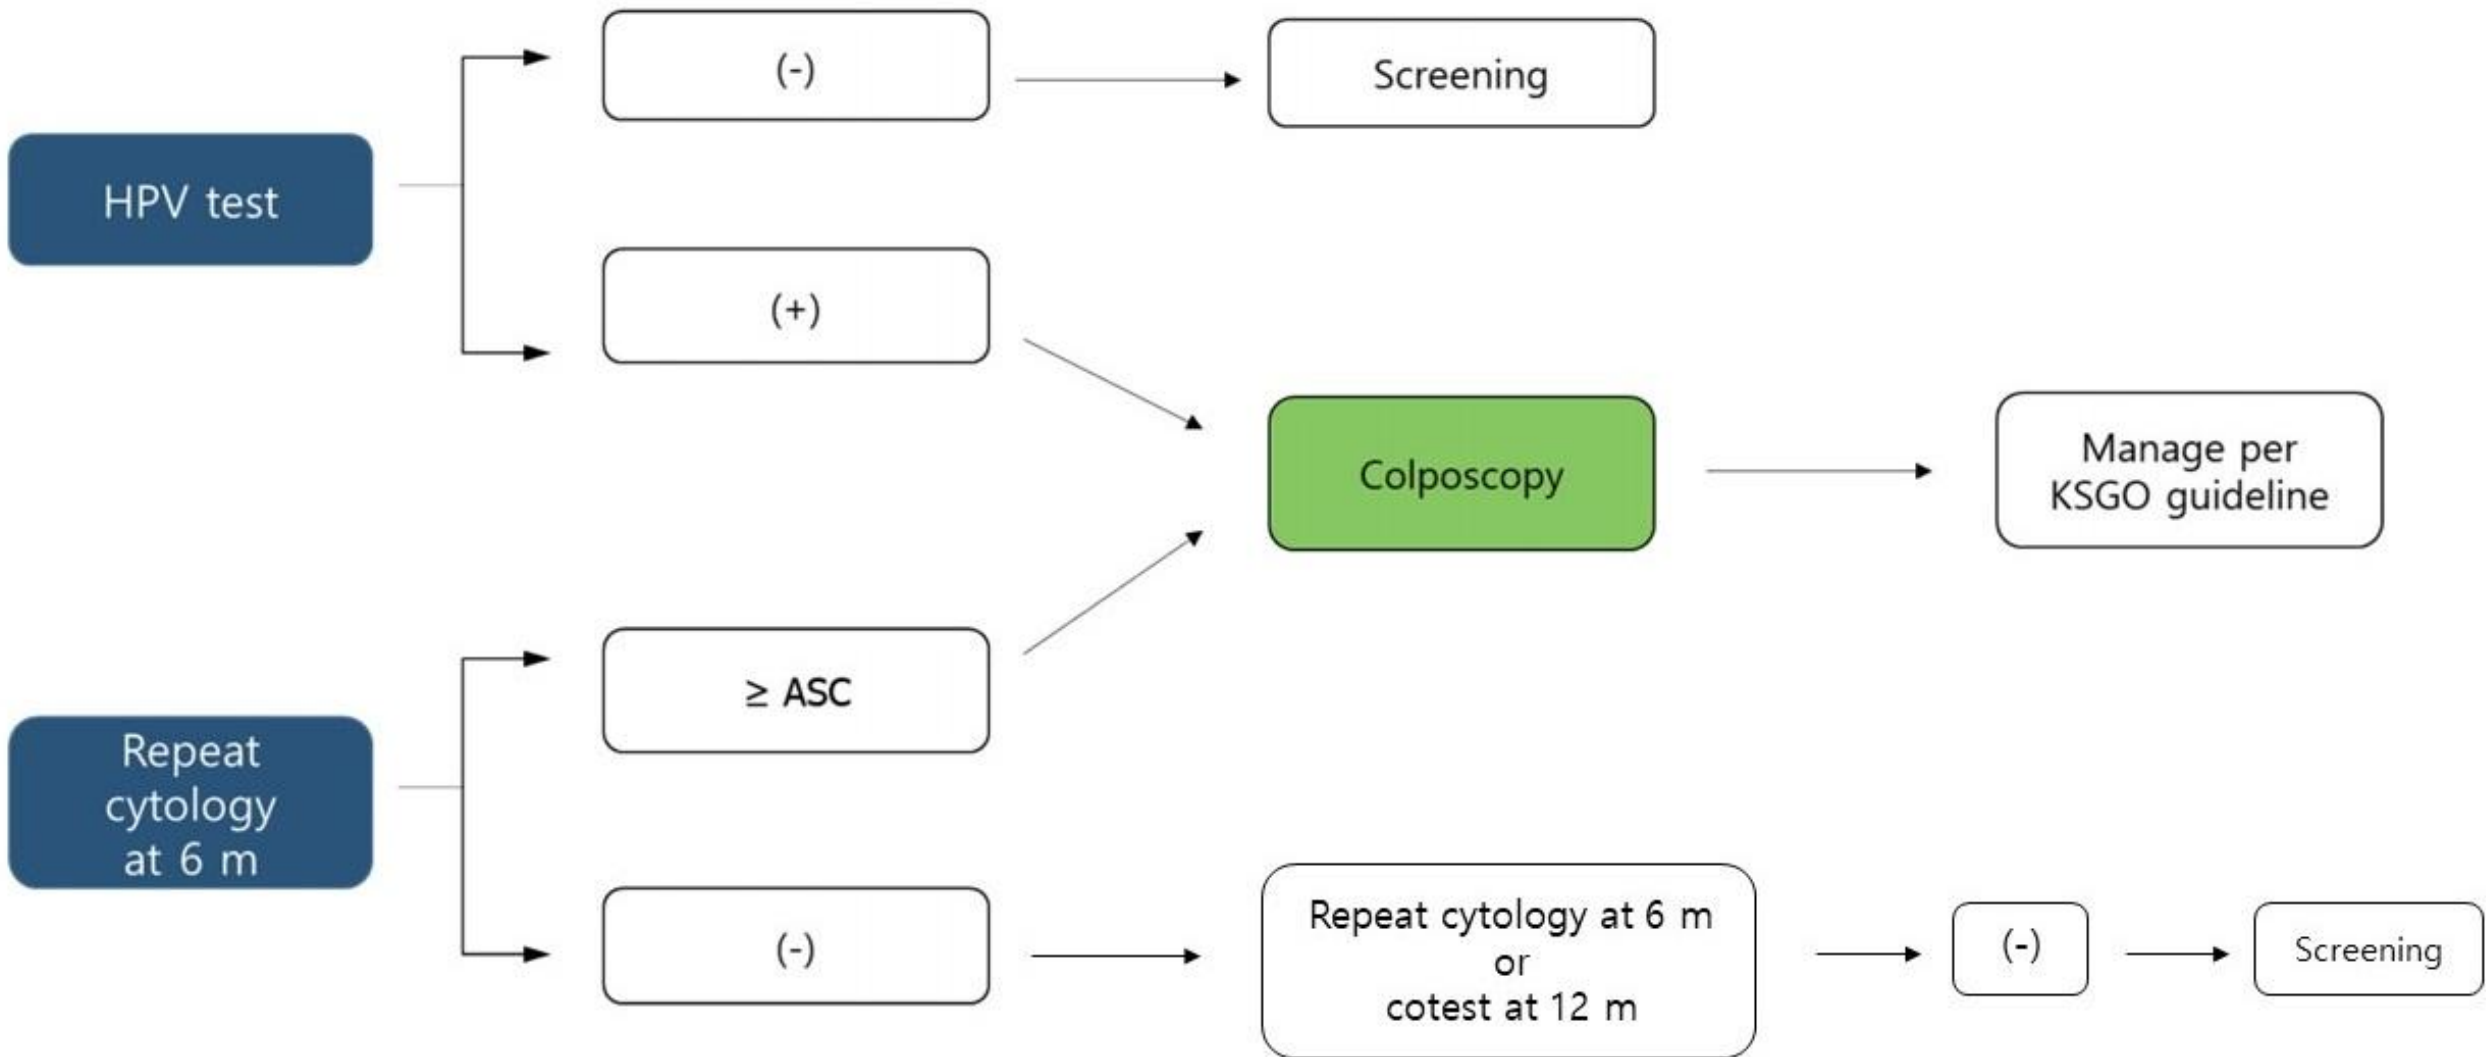 HPV test
(-)
Screening
(+)
Colposcopy
Manage per
KSGO guideline
Repeat
cytology
at 6 m
≥ ASC
(-)
Repeat cytology at 6 m
or
cotest at 12 m
(-)
Screening